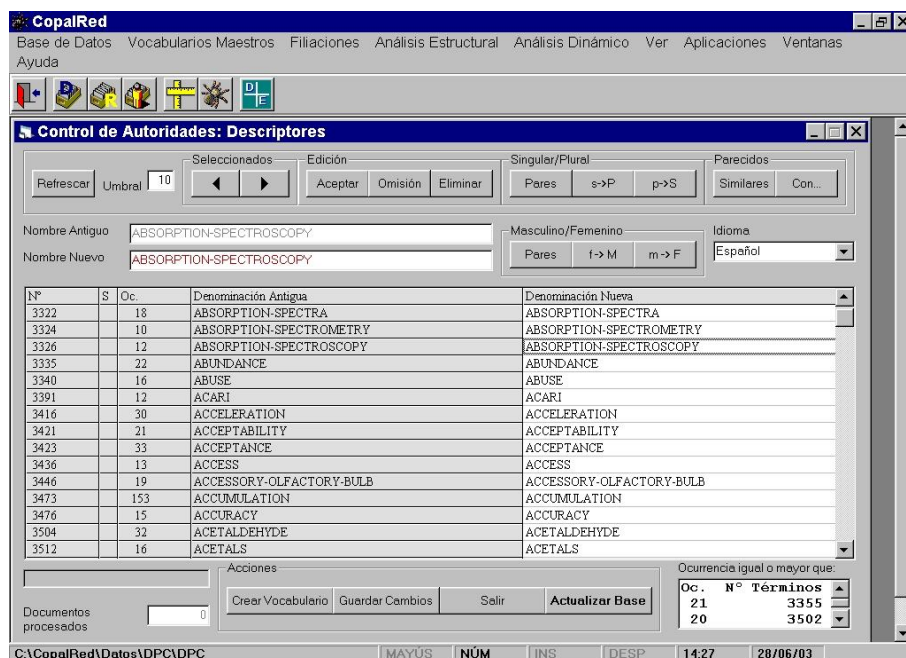 CopalRed
Base de Datos Vocabularios Maestros Filiaciones Análisis Estructural Análisis Dinámico Ver Aplicaciones Ventanas
Ayuda
Control de Autoridades: Descriptores
Seleccionados Edición Singular/Plural Parecidos
Refrescar Umbral 10 Aceptar Omisión Eliminar Pares s->P p->S Similares Con...
Nombre Antiguo ABSORPTION-SPECTROSCOPY Masculino/Femenino Idioma
Nombre Nuevo ABSORPTION-SPECTROSCOPY Pares f->M m->F Español
Nº S Oc. Denominación Antigua Denominación Nueva
3322 18 ABSORPTION-SPECTRA ABSORPTION-SPECTRA
3324 10 ABSORPTION-SPECTROMETRY ABSORPTION-SPECTROMETRY
3326 12 ABSORPTION-SPECTROSCOPY ABSORPTION-SPECTROSCOPY
3335 22 ABUNDANCE ABUNDANCE
3340 16 ABUSE ABUSE
3391 12 ACARI ACARI
3416 30 ACCELERATION ACCELERATION
3421 21 ACCEPTABILITY ACCEPTABILITY
3423 33 ACCEPTANCE ACCEPTANCE
3436 13 ACCESS ACCESS
3446 19 ACCESSORY-OLFACTORY-BULB ACCESSORY-OLFACTORY-BULB
3473 153 ACCUMULATION ACCUMULATION
3476 15 ACCURACY ACCURACY
3504 32 ACETALDEHYDE ACETALDEHYDE
3512 16 ACETALS ACETALS
Acciones Ocurrencia igual o mayor que:
Crear Vocabulario Guardar Cambios Salir Actualizar Base Oc. Nº Términos
Documentos procesados 0 21 3355
20 3502
C:\CopalRed\Datos\DPC\DPC MAYÚS NÚM INS DESP 14:27 28/06/03